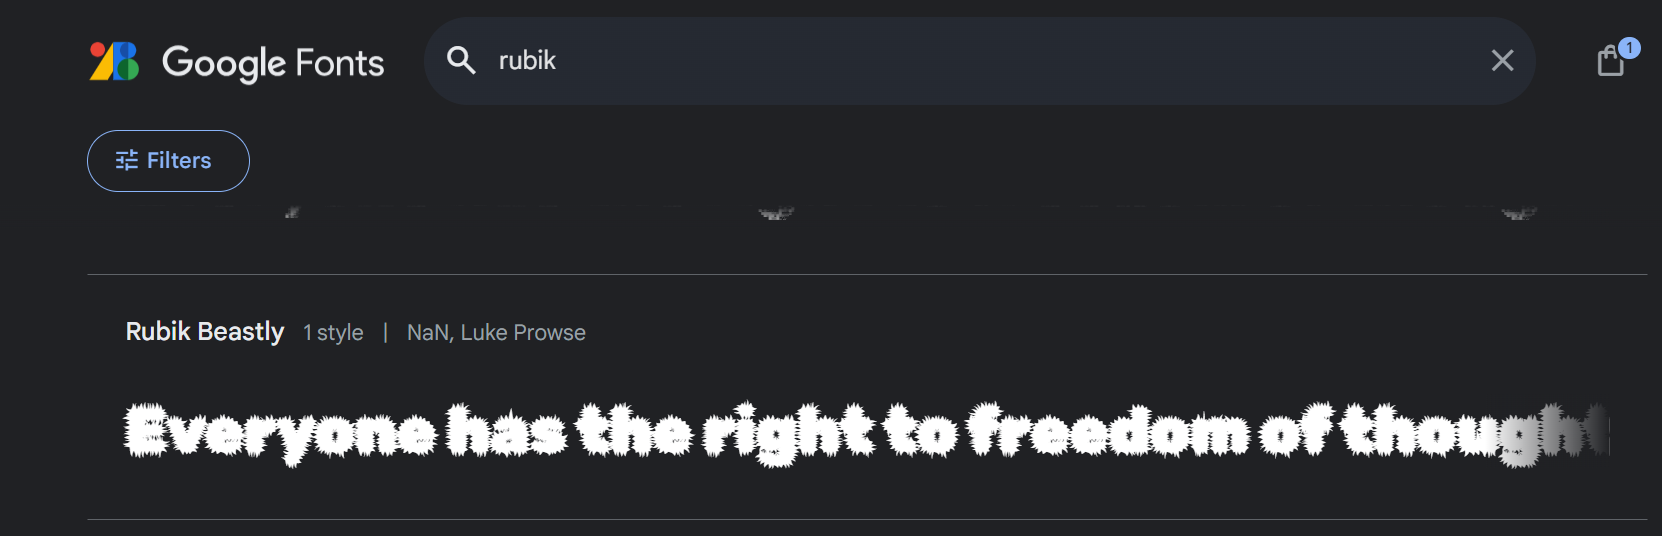 Google Fonts
rubik
1
Filters
Rubik Beastly 1 style | NaN, Luke Prowse
Everyone has the right to freedom of thought